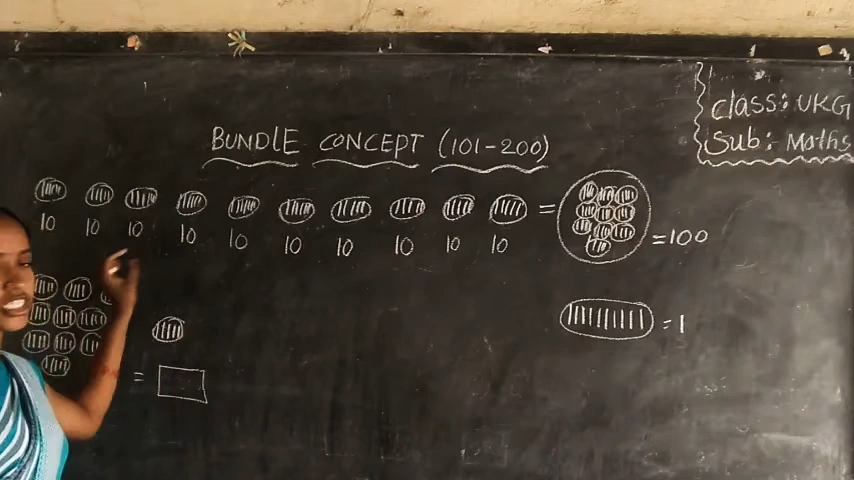 class: UKG
Sub: Maths
BUNDLE CONCEPT (101-200)
=
10 10 10 10 10 10 10 10 10 10
=100
= 1
=